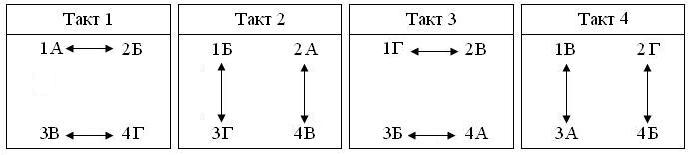 Такт 1 Такт 2 Такт 3 Такт 4
1А 2Б 1Б 2А 1Г 2В 1В 2Г
3В 4Г 3Г 4В 3Б 4А 3А 4Б